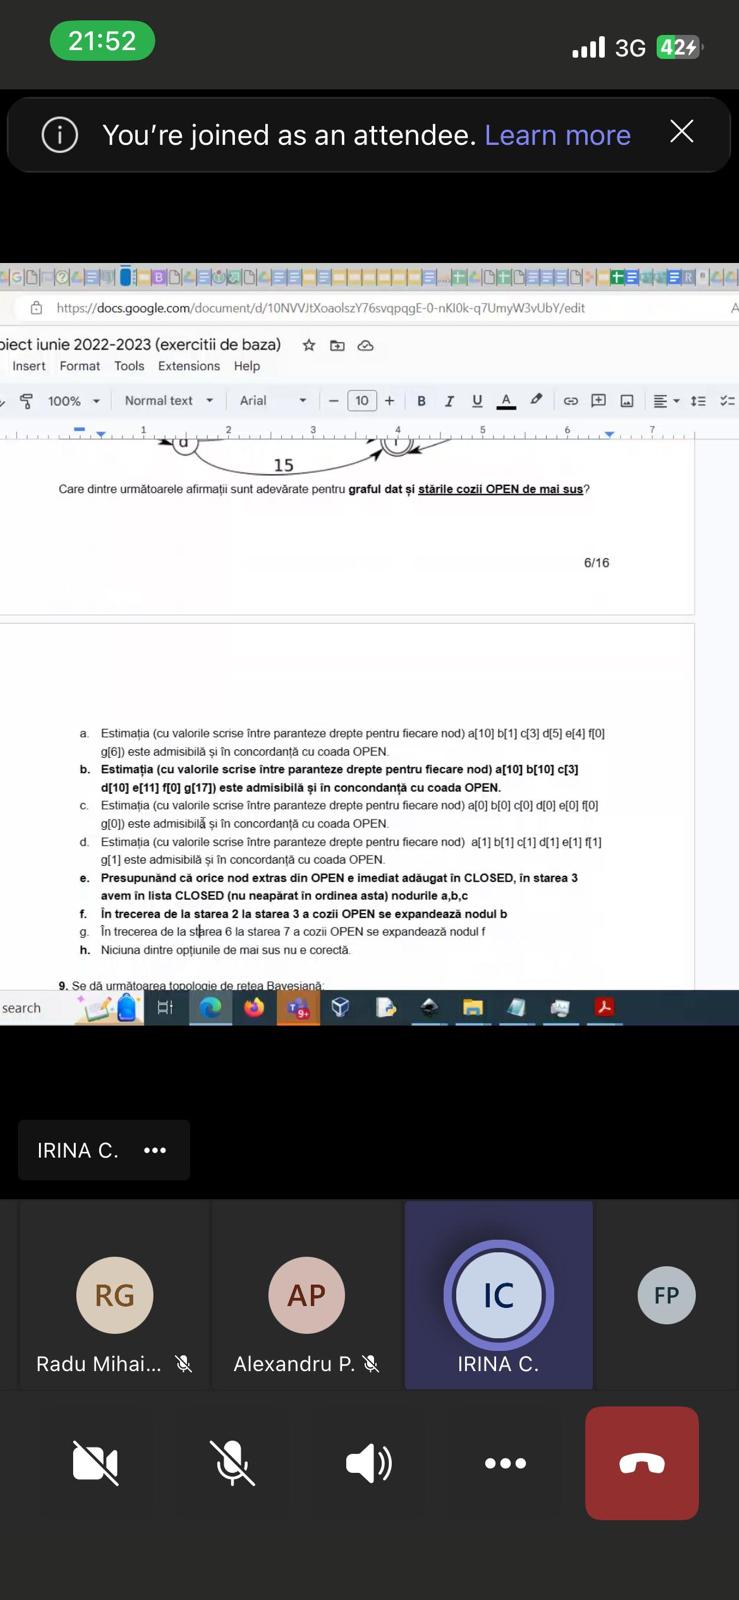 21:52
3G
42
You're joined as an attendee. Learn more
https://docs.google.com/document/d/10NVVJtXoaolszY76svqpqgE-0-nKI0k-q7UmyW3vUbY/edit
A
oiect iunie 2022-2023 (exercitii de baza)
Insert Format Tools Extensions Help
100% Normal text Arial − 10 + B I U A
1 2 3 4 5 6 7
d
15
Care dintre următoarele afirmații sunt adevărate pentru graful dat și stările cozii OPEN de mai sus?
6/16
a. Estimația (cu valorile scrise între paranteze drepte pentru fiecare nod) a[10] b[1] c[3] d[5] e[4] f[0]
g[6]) este admisibilă și în concordanță cu coada OPEN.
b. Estimația (cu valorile scrise între paranteze drepte pentru fiecare nod) a[10] b[10] c[3]
d[10] e[11] f[0] g[17]) este admisibilă și în concondanță cu coada OPEN.
c. Estimația (cu valorile scrise între paranteze drepte pentru fiecare nod) a[0] b[0] c[0] d[0] e[0] f[0]
g[0]) este admisibilă și în concordanță cu coada OPEN.
d. Estimația (cu valorile scrise între paranteze drepte pentru fiecare nod) a[1] b[1] c[1] d[1] e[1] f[1]
g[1] este admisibilă și în concordanță cu coada OPEN.
e. Presupunând că orice nod extras din OPEN e imediat adăugat în CLOSED, în starea 3
avem în lista CLOSED (nu neapărat în ordinea asta) nodurile a,b,c
f. În trecerea de la starea 2 la starea 3 a cozii OPEN se expandează nodul b
g. În trecerea de la starea 6 la starea 7 a cozii OPEN se expandează nodul f
h. Niciuna dintre opțiunile de mai sus nu e corectă.
9. Se dă următoarea topologie de rețea Bayesiană:
search
9+
IRINA C. •••
RG
AP
IC
FP
Radu Mihai...
Alexandru P.
IRINA C.